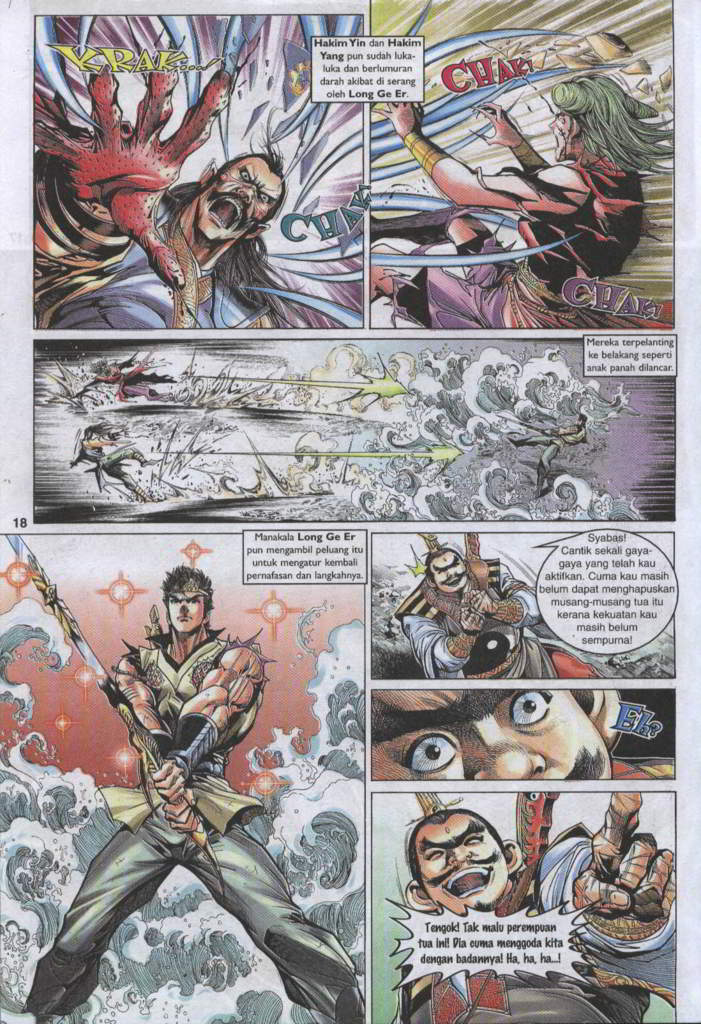 KRAK....!
Hakim Yin dan Hakim
Yang pun sudah luka-
luka dan berlumuran
darah akibat di serang
oleh Long Ge Er.
CHAK!
CHAK!
CHAK!
Mereka terpelanting
ke belakang seperti
anak panah dilancar.
18
Manakala Long Ge Er
pun mengambil peluang itu
untuk mengatur kembali
pernafasan dan langkahnya.
Syabas!
Cantik sekali gaya-
gaya yang telah kau
aktifkan. Cuma kau masih
belum dapat menghapuskan
musang-musang tua itu
kerana kekuatan kau
masih belum
sempurna!
Eh?
Tengok! Tak malu perempuan
tua ini! Dia cuma menggoda kita
dengan badannya! Ha, ha, ha...!